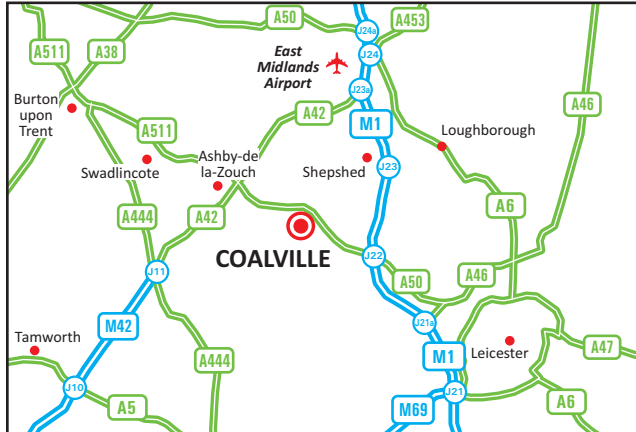 A50
A453
J24a
A511
A38
East
Midlands
Airport
J24
J23a
A46
Burton
upon
Trent
A42
M1
A511
Loughborough
Swadlincote
Ashby-de
la-Zouch
Shepshed
J23
A444
A42
A6
COALVILLE
J22
J11
A50
A46
M42
J21a
Tamworth
A444
M1
Leicester
A47
J10
J21
A5
M69
A6